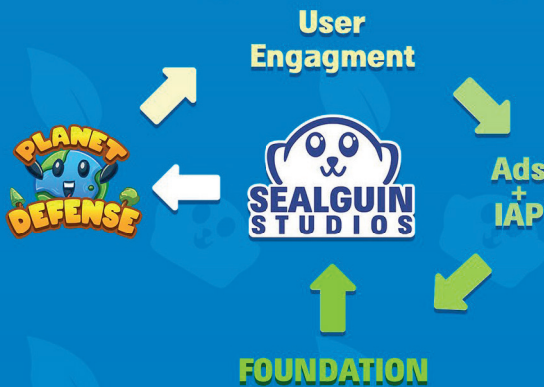 User
Engagment
PLANET
DEFENSE
SEALGUIN
STUDIOS
Ads
+
IAP
FOUNDATION